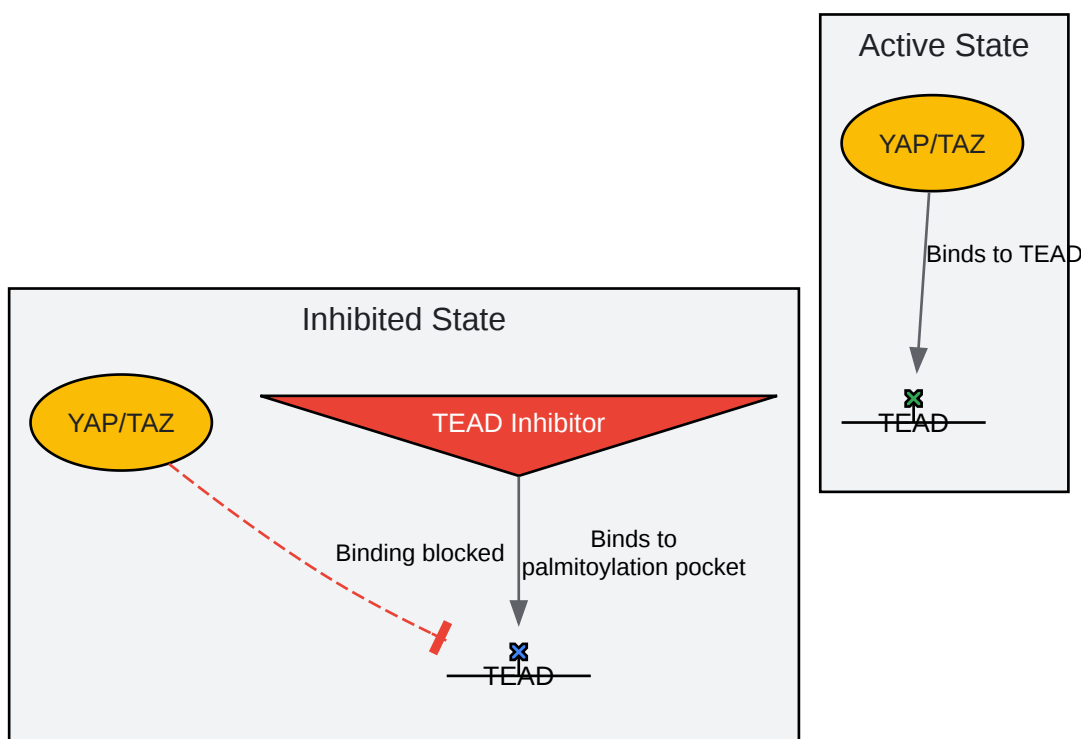 Active State
YAP/TAZ
Binds to TEAD
TEAD
Inhibited State
YAP/TAZ
TEAD Inhibitor
Binding blocked
Binds to
palmitoylation pocket
TEAD